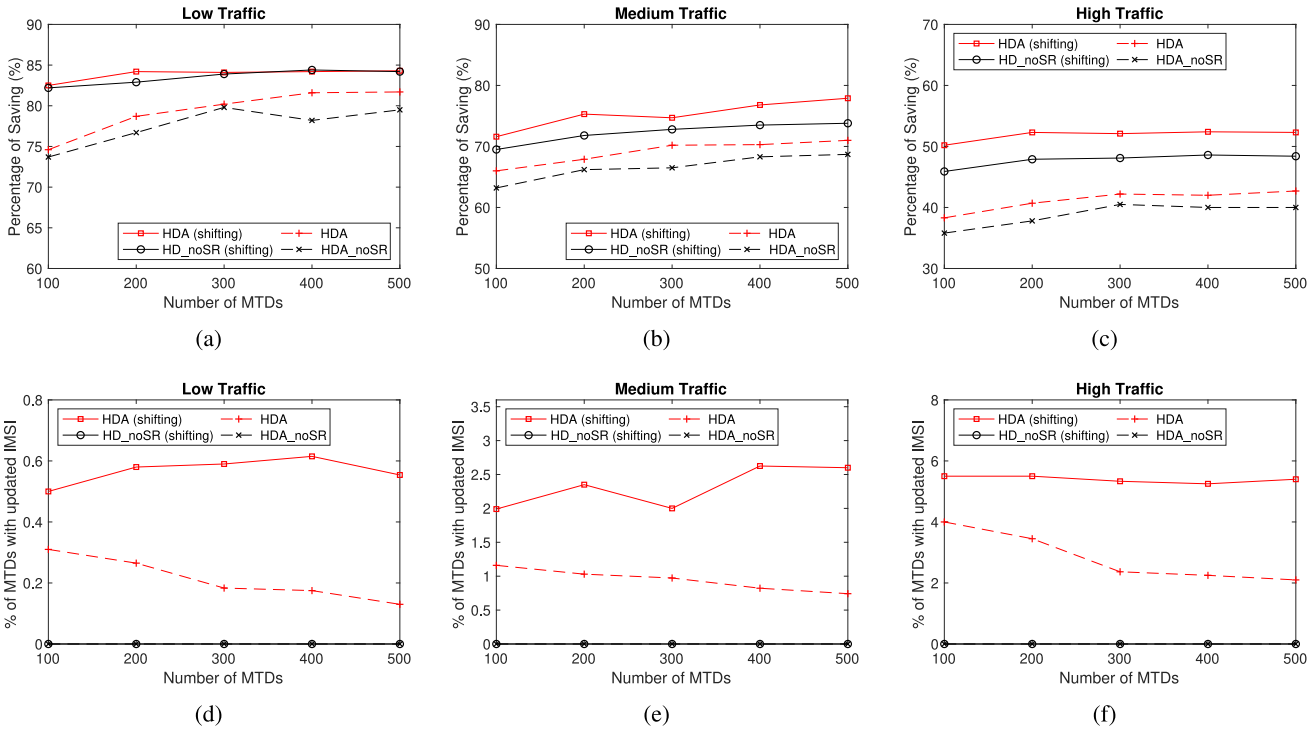 Low Traffic
Percentage of Saving (%)
90
85
80
75
70
65
60
HDA (shifting)
HDA
HD_noSR (shifting)
HDA_noSR
100
200
300
400
500
Number of MTDs
(a)
Medium Traffic
Percentage of Saving (%)
90
80
70
60
50
HDA (shifting)
HDA
HD_noSR (shifting)
HDA_noSR
100
200
300
400
500
Number of MTDs
(b)
High Traffic
Percentage of Saving (%)
70
60
50
40
30
HDA (shifting)
HDA
HD_noSR (shifting)
HDA_noSR
100
200
300
400
500
Number of MTDs
(c)
Low Traffic
% of MTDs with updated IMSI
0.8
0.6
0.4
0.2
0
HDA (shifting)
HDA
HD_noSR (shifting)
HDA_noSR
100
200
300
400
500
Number of MTDs
(d)
Medium Traffic
% of MTDs with updated IMSI
3.5
3
2.5
2
1.5
1
0.5
0
HDA (shifting)
HDA
HD_noSR (shifting)
HDA_noSR
100
200
300
400
500
Number of MTDs
(e)
High Traffic
% of MTDs with updated IMSI
8
6
4
2
0
HDA (shifting)
HDA
HD_noSR (shifting)
HDA_noSR
100
200
300
400
500
Number of MTDs
(f)